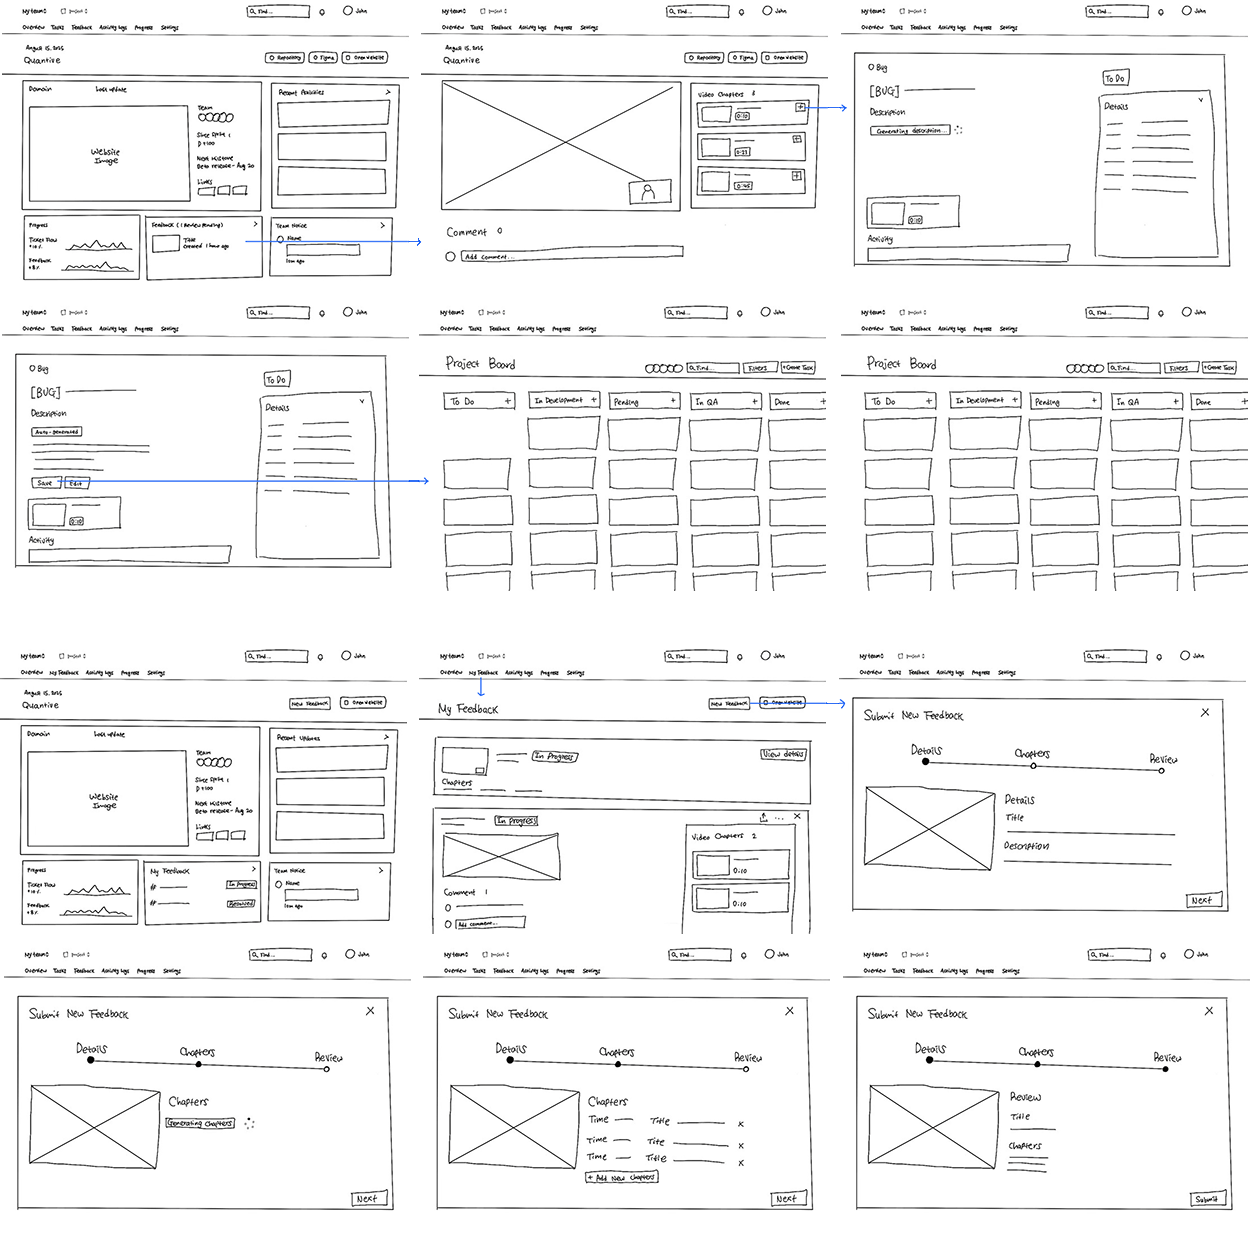 My team
project
Find...
John
Overview Tasks Feedback Activity Logs Progress Settings
August 15, 2025
Quantive
Repository
Figma
Open Website
Domain
Last update
Website
Image
Team
Next Milestone
Beta release - Aug 20
Links
Recent Activities
Progress
Ticket Flow
Feedback
Feedback (1 Review Pending)
Title
Created 1 hour ago
Team Notice
Name
10m ago
My team
project
Find...
John
Overview Tasks Feedback Activity Logs Progress Settings
August 15, 2025
Quantive
Repository
Figma
Open Website
Video Chapters 3
0:10
0:23
0:45
Comment 0
Add comment...
My team
project
Find...
John
Overview Tasks Feedback Activity Logs Progress Settings
Bug
[BUG]
Description
Generating description...
0:10
Activity
To Do
Details
My team
project
Find...
John
Overview Tasks Feedback Activity Logs Progress Settings
Bug
[BUG]
Description
Auto-generated
Save
Edit
0:10
Activity
To Do
Details
My team
project
Find...
John
Overview Tasks Feedback Activity Logs Progress Settings
Project Board
Find...
Filters
+Create Task
To Do +
In Development +
Pending +
In QA +
Done +
My team
project
Find...
John
Overview Tasks Feedback Activity Logs Progress Settings
Project Board
Find...
Filters
+Create Task
To Do +
In Development +
Pending +
In QA +
Done +
My team
project
Find...
John
Overview My Feedback Activity Logs Progress Settings
August 15, 2025
Quantive
New Feedback
Open Website
Domain
Last update
Website
Image
Team
Next Milestone
Beta release - Aug 20
Links
Recent Updates
Progress
Ticket Flow
Feedback
My Feedback
# In Progress
# Resolved
Team Notice
Name
10m ago
My team
project
Find...
John
Overview My Feedback Activity Logs Progress Settings
My Feedback
New Feedback
Open Website
In Progress
View details
Chapters
In Progress
Video Chapters 2
0:10
0:10
Comment 1
Add comment...
My team
project
Find...
John
Overview Tasks Feedback Activity Logs Progress Settings
Submit New Feedback
Details
Chapters
Review
Details
Title
Description
Next
My team
project
Find...
John
Overview Tasks Feedback Activity Logs Progress Settings
Submit New Feedback
Details
Chapters
Review
Chapters
Generating Chapters
Next
My team
project
Find...
John
Overview Tasks Feedback Activity Logs Progress Settings
Submit New Feedback
Details
Chapters
Review
Chapters
Time Title x
Time Title x
Time Title x
+ Add New Chapters
Next
My team
project
Find...
John
Overview Tasks Feedback Activity Logs Progress Settings
Submit New Feedback
Details
Chapters
Review
Review
Title
Chapters
Submit